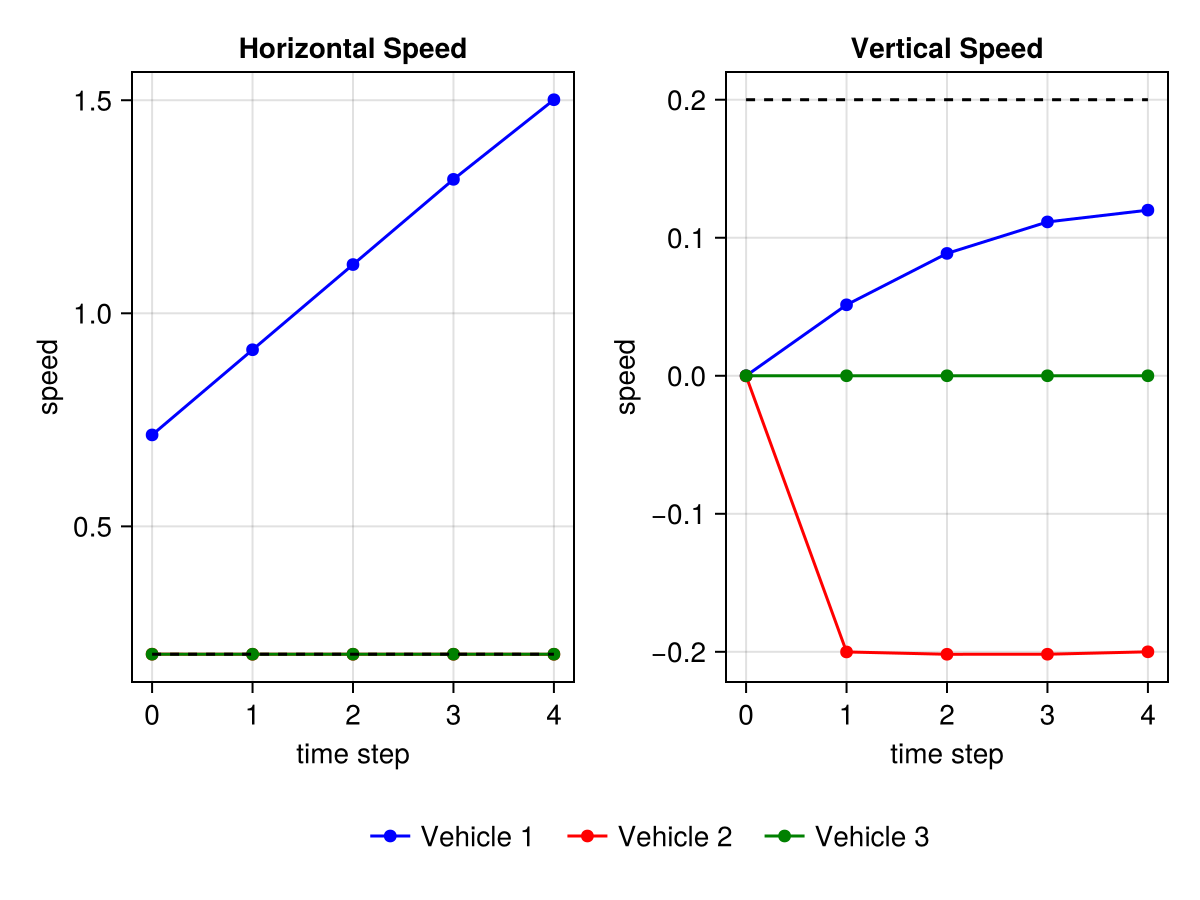 Horizontal Speed
1.5
1.0
0.5
speed
0 1 2 3 4
time step
Vertical Speed
0.2
0.1
0.0
−0.1
−0.2
speed
0 1 2 3 4
time step
Vehicle 1 Vehicle 2 Vehicle 3